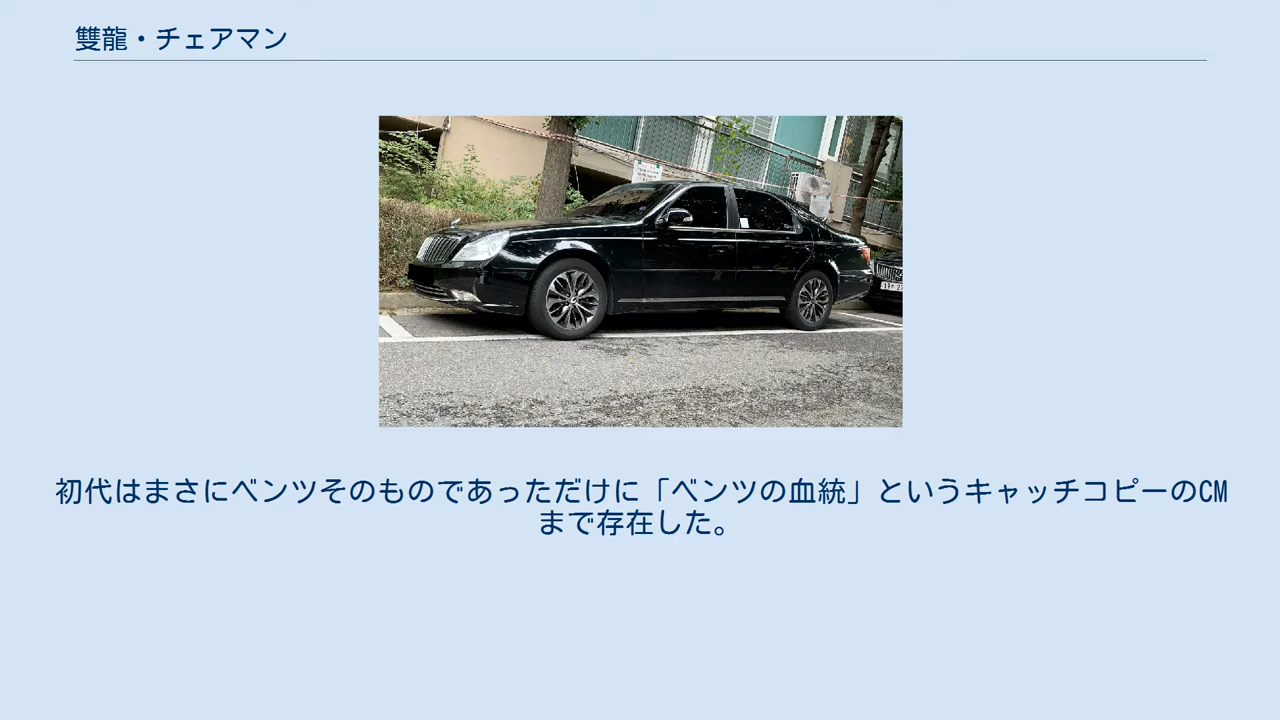 雙龍・チェアマン
初代はまさにベンツそのものであっただけに「ベンツの血統」というキャッチコピーのCM
まで存在した。